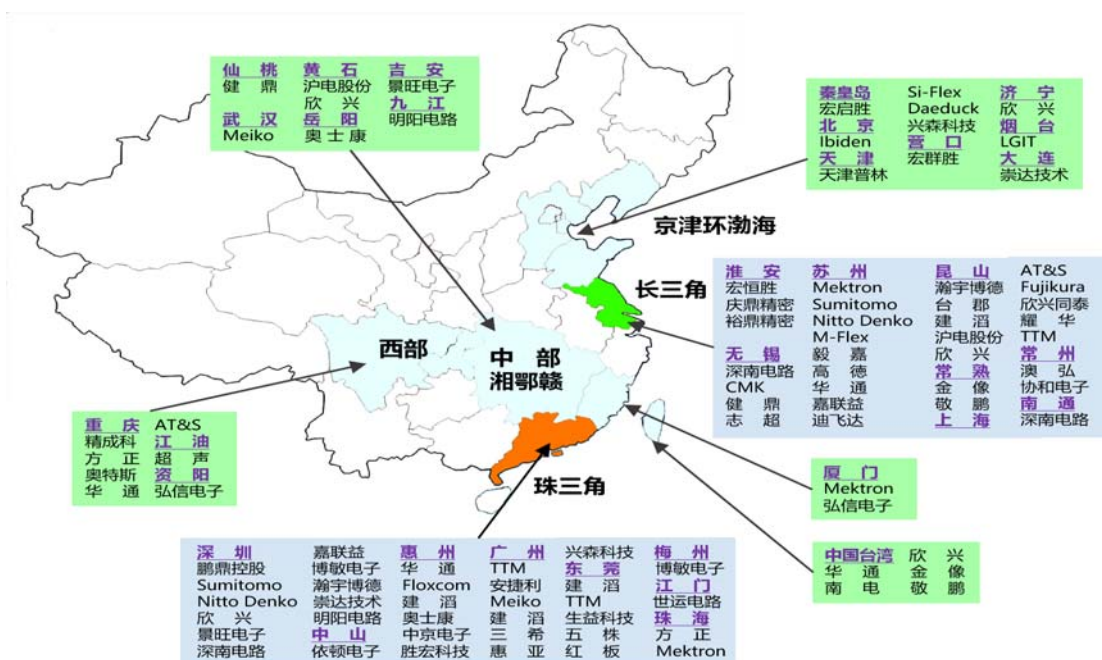 仙桃 黄石 吉安
健鼎 沪电股份 景旺电子
欣兴 九江
武汉 岳阳 明阳电路
Meiko 奥士康
秦皇岛 Si-Flex 济宁
宏启胜 Daeduck 欣兴
北京 兴森科技 烟台
Ibiden 营口 LGIT
天津 宏群胜 大连
天津普林 崇达技术
京津环渤海
长三角
淮安 苏州 昆山 AT&S
宏恒胜 Mektron 瀚宇博德 Fujikura
庆鼎精密 Sumitomo 台郡 欣兴同泰
裕鼎精密 Nitto Denko 建滔 耀华
M-Flex 沪电股份 TTM
无锡 毅嘉 欣兴 常州
深南电路 高德 常熟 澳弘
CMK 华通 金像 协和电子
健鼎 嘉联益 敬鹏 南通
志超 迪飞达 上海 深南电路
西部
中部
湘鄂赣
重庆 AT&S
精成科 江油
方正 超声
奥特斯 资阳
华通 弘信电子
珠三角
厦门
Mektron
弘信电子
中国台湾 欣兴
华通 金像
南电 敬鹏
深圳 嘉联益 惠州 广州 兴森科技 梅州
鹏鼎控股 博敏电子 华通 TTM 东莞 博敏电子
Sumitomo 瀚宇博德 Floxcom 安捷利 建滔 江门
Nitto Denko 崇达技术 建滔 Meiko TTM 世运电路
欣兴 明阳电路 奥士康 建滔 生益科技 珠海
景旺电子 中山 中京电子 三希 五株 方正
深南电路 依顿电子 胜宏科技 惠亚 红板 Mektron